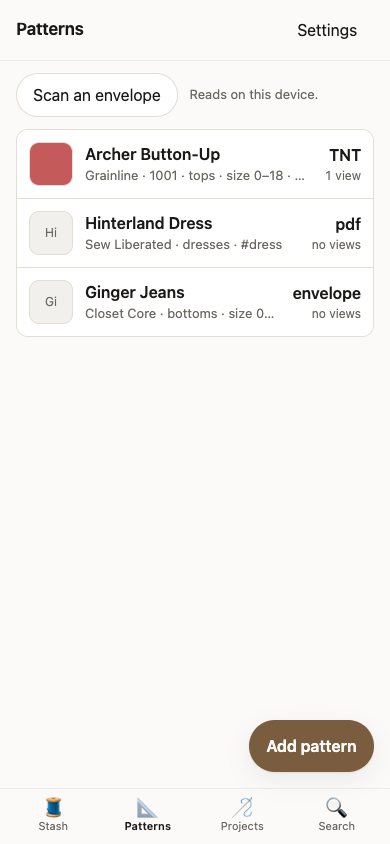 Patterns
Settings
Scan an envelope
Reads on this device.
Archer Button-Up
TNT
Grainline · 1001 · tops · size 0–18 · ...
1 view
Hi
Hinterland Dress
pdf
Sew Liberated · dresses · #dress
no views
Gi
Ginger Jeans
envelope
Closet Core · bottoms · size 0...
no views
Add pattern
Stash
Patterns
Projects
Search